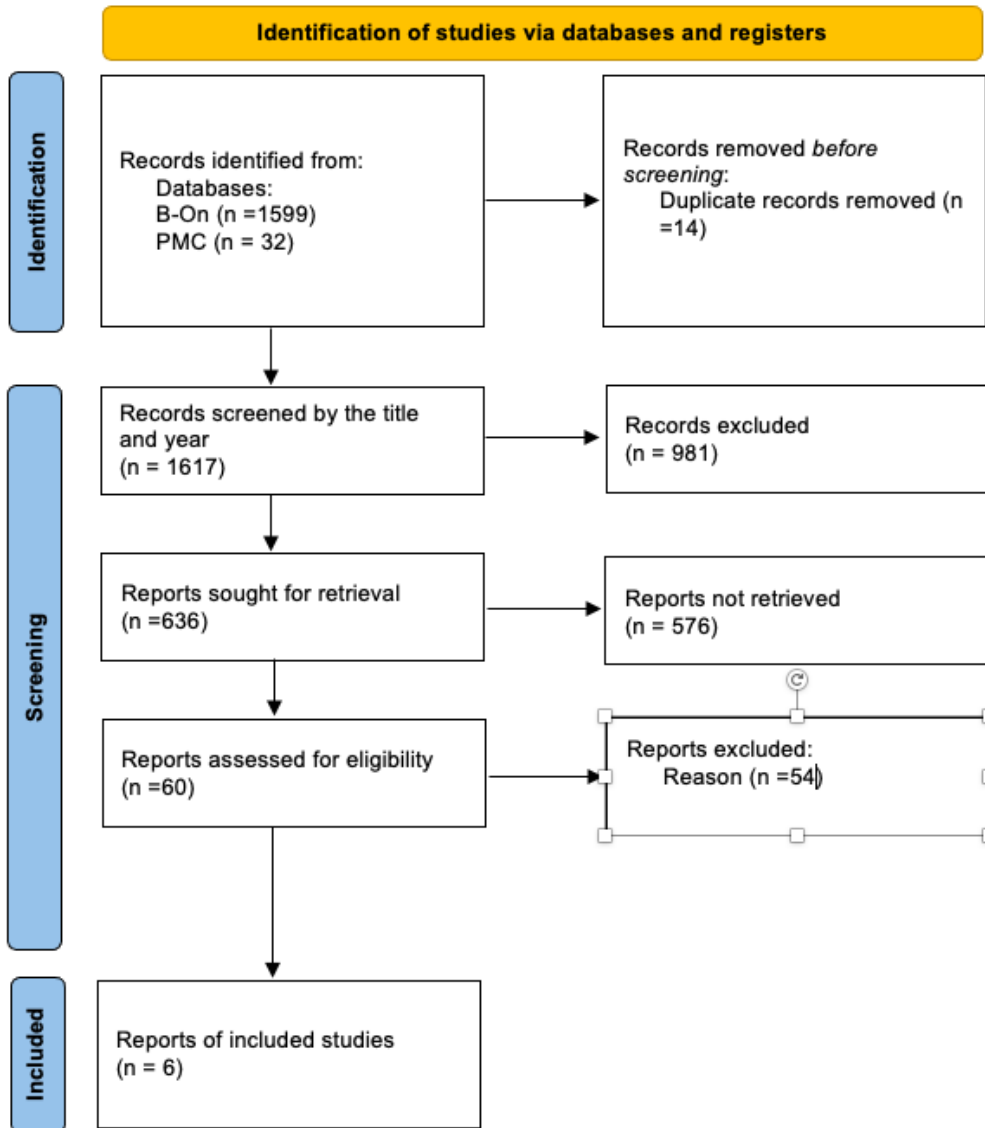 Identification of studies via databases and registers
Identification
Records identified from:
Databases:
B-On (n =1599)
PMC (n = 32)
Records removed before
screening:
Duplicate records removed (n
=14)
Screening
Records screened by the title
and year
(n = 1617)
Records excluded
(n = 981)
Reports sought for retrieval
(n =636)
Reports not retrieved
(n = 576)
Reports assessed for eligibility
(n =60)
Reports excluded:
Reason (n =54)
Included
Reports of included studies
(n = 6)